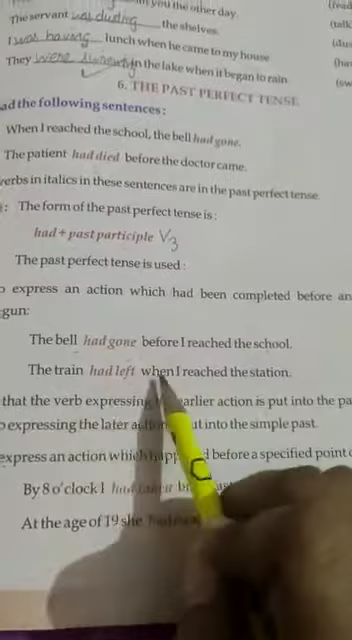 you the other day.
The servant was dusting the shelves.
I was having lunch when he came to my house
They were in the lake when it began to rain
6. THE PAST PERFECT TENSE
ad the following sentences:
When I reached the school, the bell had gone.
The patient had died before the doctor came.
verbs in italics in these sentences are in the past perfect tense
: The form of the past perfect tense is :
had + past participle V3
The past perfect tense is used :
o express an action which had been completed before an
gun:
The bell had gone before I reached the school.
The train had left when I reached the station.
that the verb expressing earlier action is put into the pa
o expressing the later a ut into the simple past.
express an action which happ d before a specified point o
By 8 o'clock I had
At the age of 19 she had